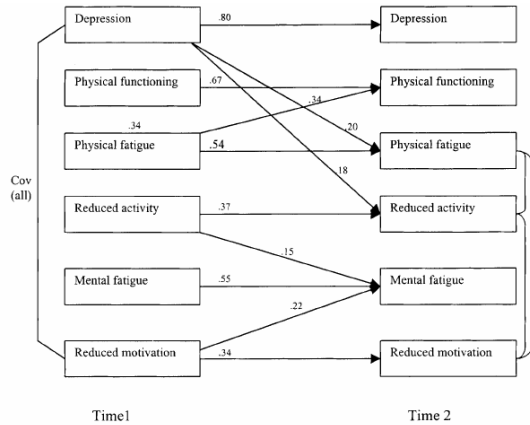 Depression
.80
Depression
Physical functioning
.67
Physical functioning
.34
.34
.20
Physical fatigue
.54
Physical fatigue
.18
Cov
(all)
Reduced activity
.37
Reduced activity
.15
Mental fatigue
.55
Mental fatigue
.22
Reduced motivation
.34
Reduced motivation
Time1
Time 2